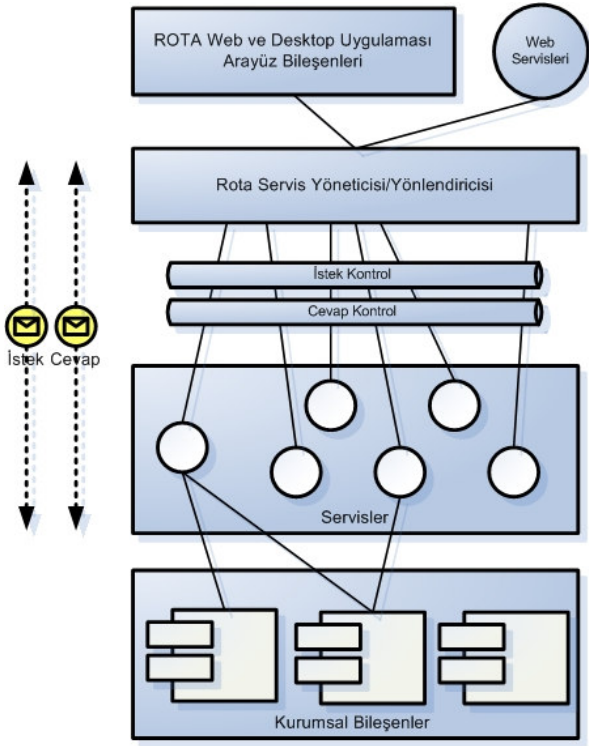 ROTA Web ve Desktop Uygulaması
Arayüz Bileşenleri
Web
Servisleri
Rota Servis Yöneticisi/Yönlendiricisi
İstek Kontrol
Cevap Kontrol
İstek Cevap
Servisler
Kurumsal Bileşenler